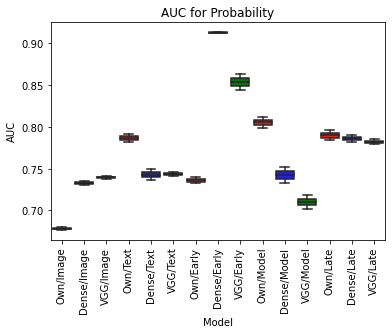 AUC for Probability
AUC
0.90
0.85
0.80
0.75
0.70
Own/Image
Dense/Image
VGG/Image
Own/Text
Dense/Text
VGG/Text
Own/Early
Dense/Early
VGG/Early
Own/Model
Dense/Model
VGG/Model
Own/Late
Dense/Late
VGG/Late
Model